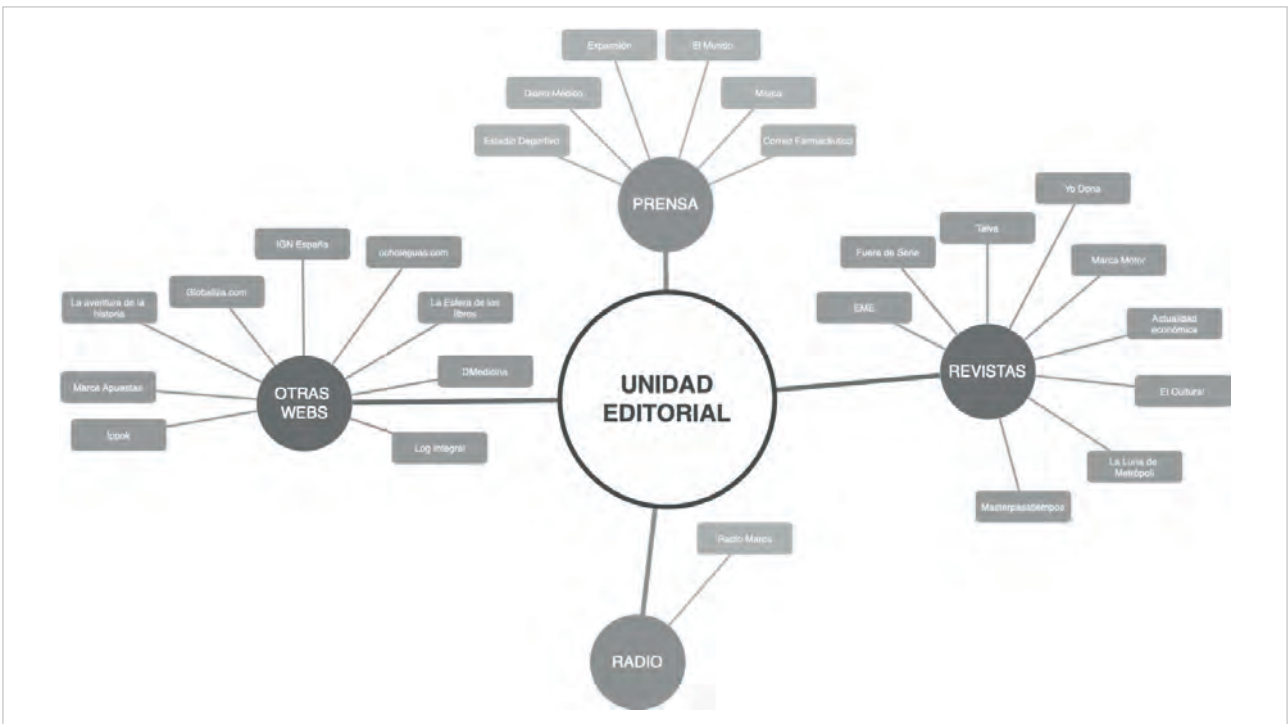 Expansión
El Mundo
Diario Médico
Marca
Estadio Deportivo
Correo Farmacéutico
PRENSA
Yo Dona
Telva
Fuera de Serie
Marca Motor
EME
Actualidad
económica
REVISTAS
El Cultural
La Luna de
Metrópoli
Masterpasatiempos
IGN España
ocholeguas.com
Globaliza.com
La aventura de la
historia
La Esfera de los
libros
DMedicina
Marca Apuestas
OTRAS
WEBS
Ippok
Log Integral
UNIDAD
EDITORIAL
Radio Marca
RADIO